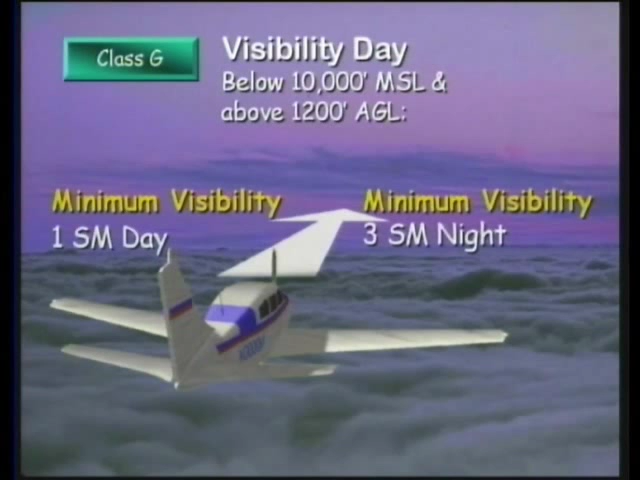 Class G
Visibility Day
Below 10,000' MSL &
above 1200' AGL:
Minimum Visibility
1 SM Day
Minimum Visibility
3 SM Night